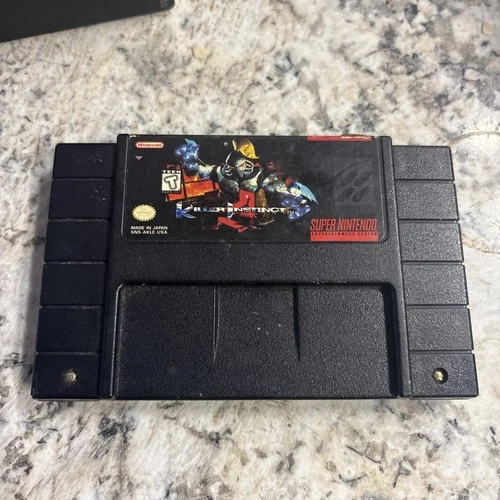 Nintendo
TEEN
T
KILLER INSTINCT
MADE IN JAPAN
SNS-AKLE USA
SUPER NINTENDO
ENTERTAINMENT SYSTEM